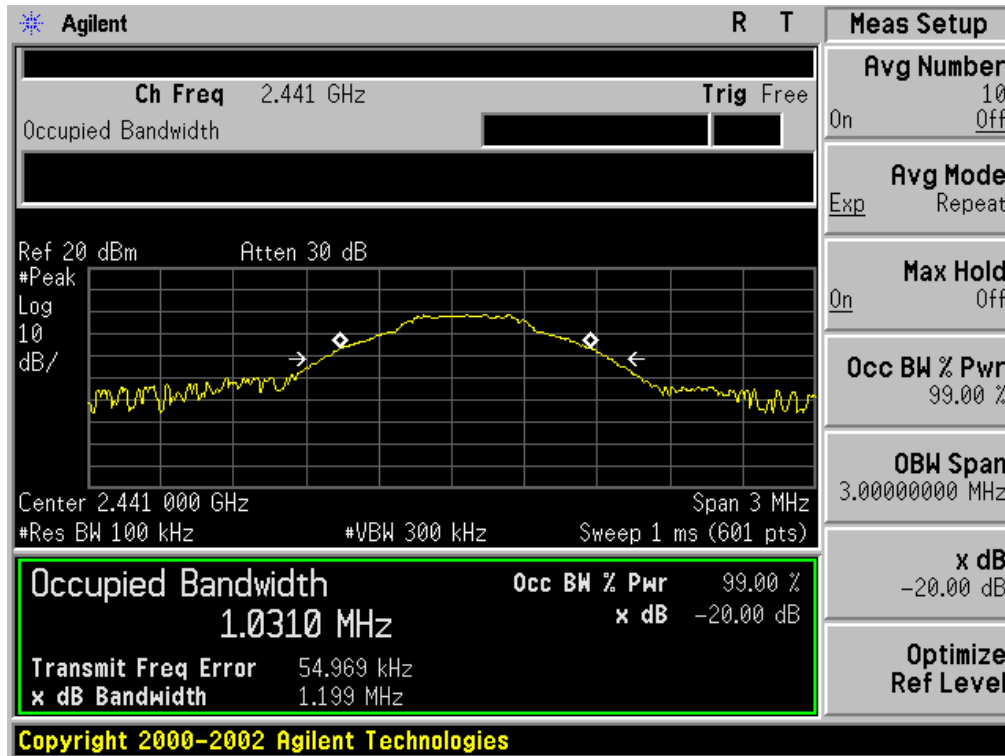 Agilent R T
Ch Freq 2.441 GHz Trig Free
Occupied Bandwidth
Ref 20 dBm Atten 30 dB
#Peak
Log
10
dB/
Center 2.441 000 GHz Span 3 MHz
#Res BW 100 kHz #VBW 300 kHz Sweep 1 ms (601 pts)
Occupied Bandwidth Occ BW % Pwr 99.00 %
1.0310 MHz x dB -20.00 dB
Transmit Freq Error 54.969 kHz
x dB Bandwidth 1.199 MHz
Meas Setup
Avg Number
10
On Off
Avg Mode
Exp Repeat
Max Hold
On Off
Occ BW % Pwr
99.00 %
OBW Span
3.00000000 MHz
x dB
-20.00 dB
Optimize
Ref Level
Copyright 2000-2002 Agilent Technologies